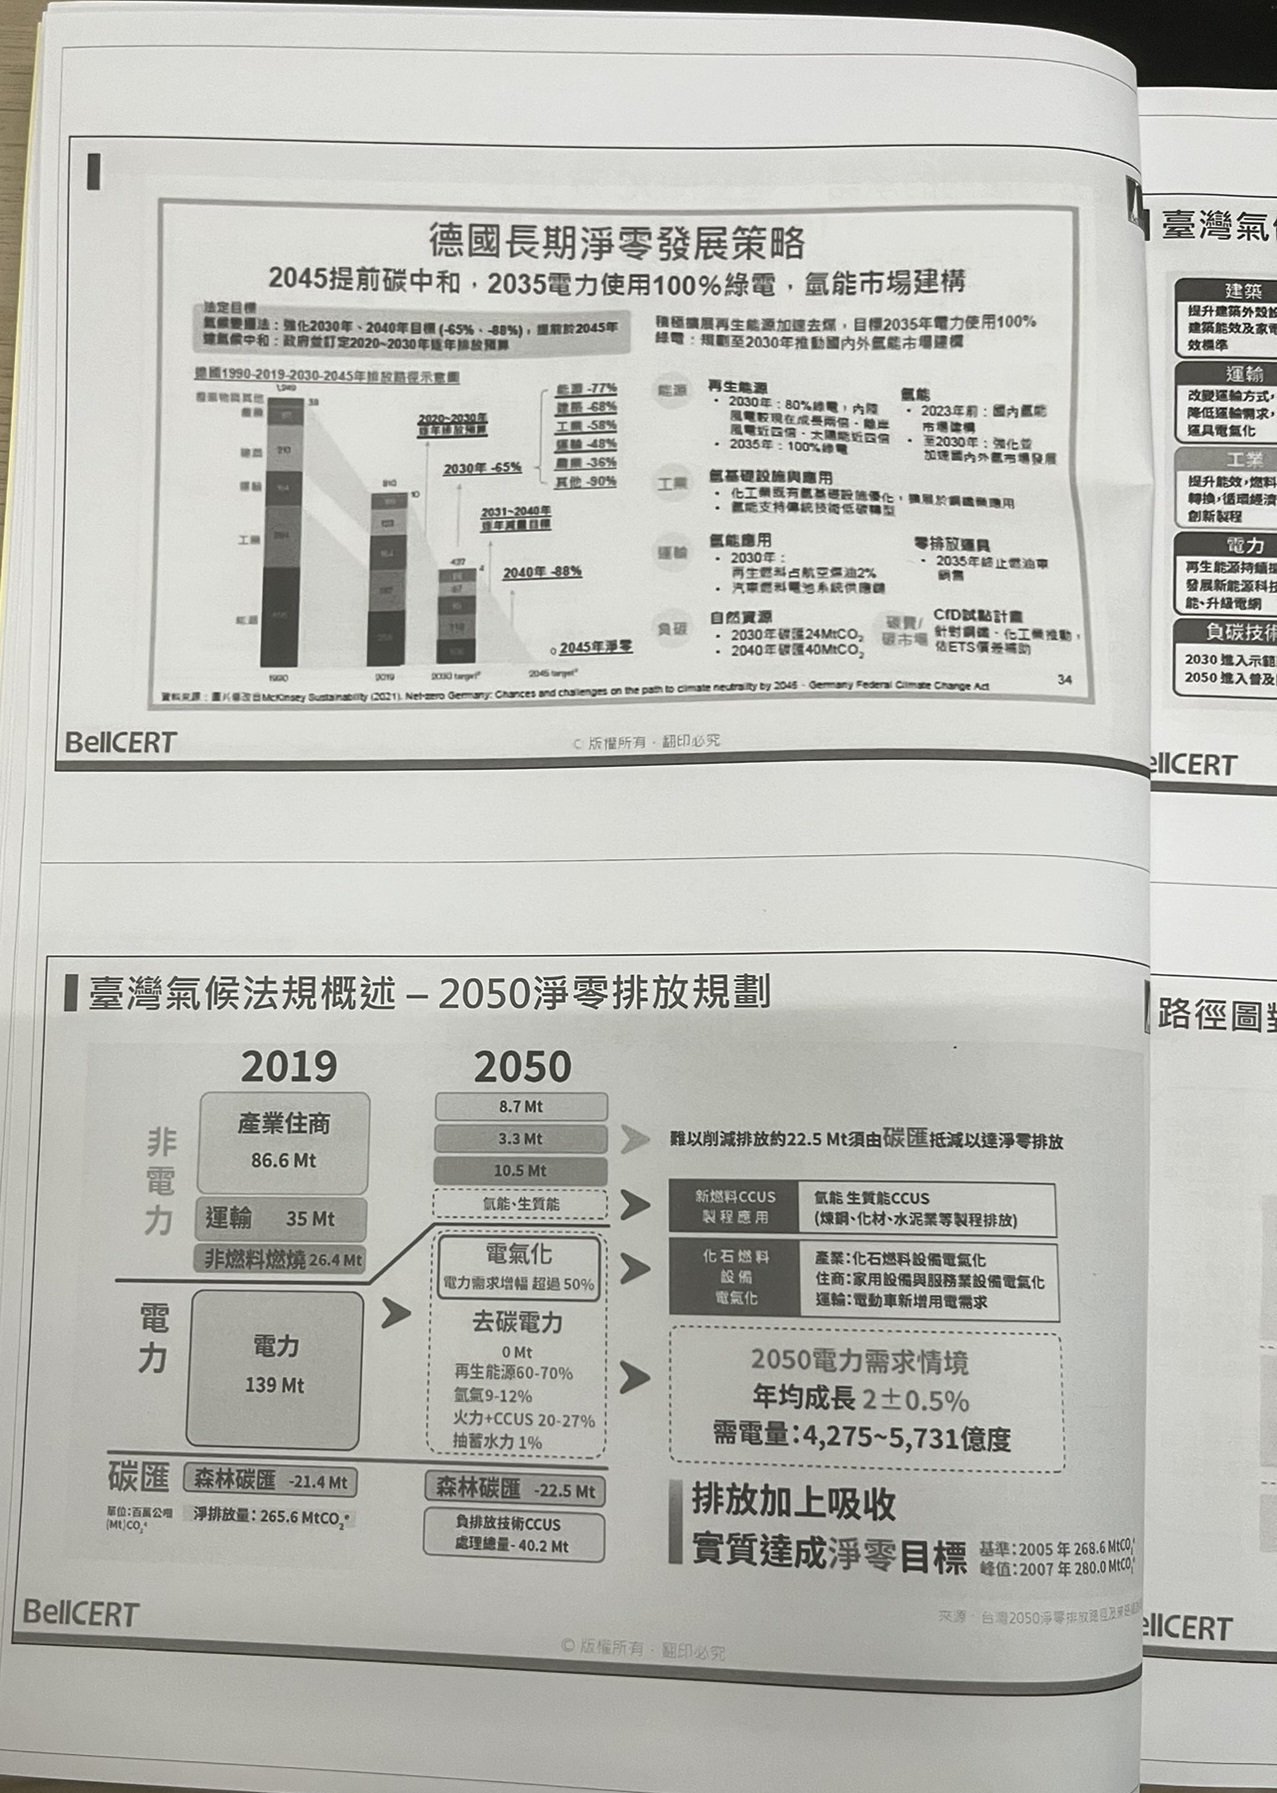 德國長期淨零發展策略
2045提前碳中和，2035電力使用100%綠電，氫能市場建構
法定目標
氣候變遷法：強化2030年、2040年目標 (-65%、-88%)，提前於2045年
達氣候中和：政府並訂定2020~2030年逐年排放預算
積極擴展再生能源加速去煤，目標2035年電力使用100%
綠電；規劃至2030年推動國內外氫能市場建構
德國1990-2019-2030-2045年排放路徑示意圖
廢棄物與其他
農業
建築
運輸
工業
能源
1,249
38
810
10
437
4
2020~2030年
逐年排放預算
2030年 -65%
能源 -77%
建築 -68%
工業 -58%
運輸 -48%
農業 -36%
其他 -90%
2031~2040年
逐年減量目標
2040年 -88%
2045年淨零
1990
2019
2030 target
2045 target
能源
再生能源
• 2030年：80%綠電，內陸
風電較現在成長兩倍、離岸
風電近四倍、太陽能近四倍
• 2035年：100%綠電
氫能
• 2023年前：國內氫能
市場建構
• 至2030年：強化並
加速國內外氫市場發展
工業
氫基礎設施與應用
• 化工業既有氫基礎設施優化，擴展於鋼鐵業應用
• 氫能支持傳統技術低碳轉型
運輸
氫能應用
• 2030年：
再生燃料占航空煤油2%
• 汽車燃料電池系統供應鏈
零排放運具
• 2035年終止燃油車
銷售
負碳
自然資源
• 2030年碳匯24MtCO2
• 2040年碳匯40MtCO2
碳費/
碳市場
CfD試點計畫
針對鋼鐵、化工業推動，
依ETS價差補助
資料來源：圖片修改自McKinsey Sustainability (2021). Net-zero Germany: Chances and challenges on the path to climate neutrality by 2045、Germany Federal Climate Change Act
34
BellCERT
© 版權所有．翻印必究
臺灣氣候法規概述 – 2050淨零排放規劃
2019
2050
非電力
產業住商
86.6 Mt
運輸 35 Mt
非燃料燃燒 26.4 Mt
8.7 Mt
3.3 Mt
10.5 Mt
氫能、生質能
難以削減排放約22.5 Mt須由碳匯抵減以達淨零排放
新燃料CCUS
製程應用
氫能 生質能CCUS
(煉鋼、化材、水泥業等製程排放)
電力
電力
139 Mt
電氣化
電力需求增幅 超過 50%
去碳電力
0 Mt
再生能源60-70%
氫氣9-12%
火力+CCUS 20-27%
抽蓄水力 1%
化石燃料
設備
電氣化
產業：化石燃料設備電氣化
住商：家用設備與服務業設備電氣化
運輸：電動車新增用電需求
2050電力需求情境
年均成長 2±0.5%
需電量：4,275~5,731億度
碳匯
森林碳匯 -21.4 Mt
單位：百萬公噸
(Mt)CO2e
淨排放量：265.6 MtCO2e
森林碳匯 -22.5 Mt
負排放技術CCUS
處理總量- 40.2 Mt
排放加上吸收
實質達成淨零目標
基準：2005 年 268.6 MtCO2e
峰值：2007 年 280.0 MtCO2e
來源：台灣2050淨零排放路徑及策略
BellCERT
© 版權所有．翻印必究
臺灣氣
建築
提升建築外殼設
建築能效及家電
效標準
運輸
改變運輸方式，
降低運輸需求，
運具電氣化
工業
提升能效，燃料
轉換，循環經濟
創新製程
電力
再生能源持續擴
發展新能源科技
能、升級電網
負碳技術
2030 進入示範
2050 進入普及
ellCERT
路徑圖
ellCERT